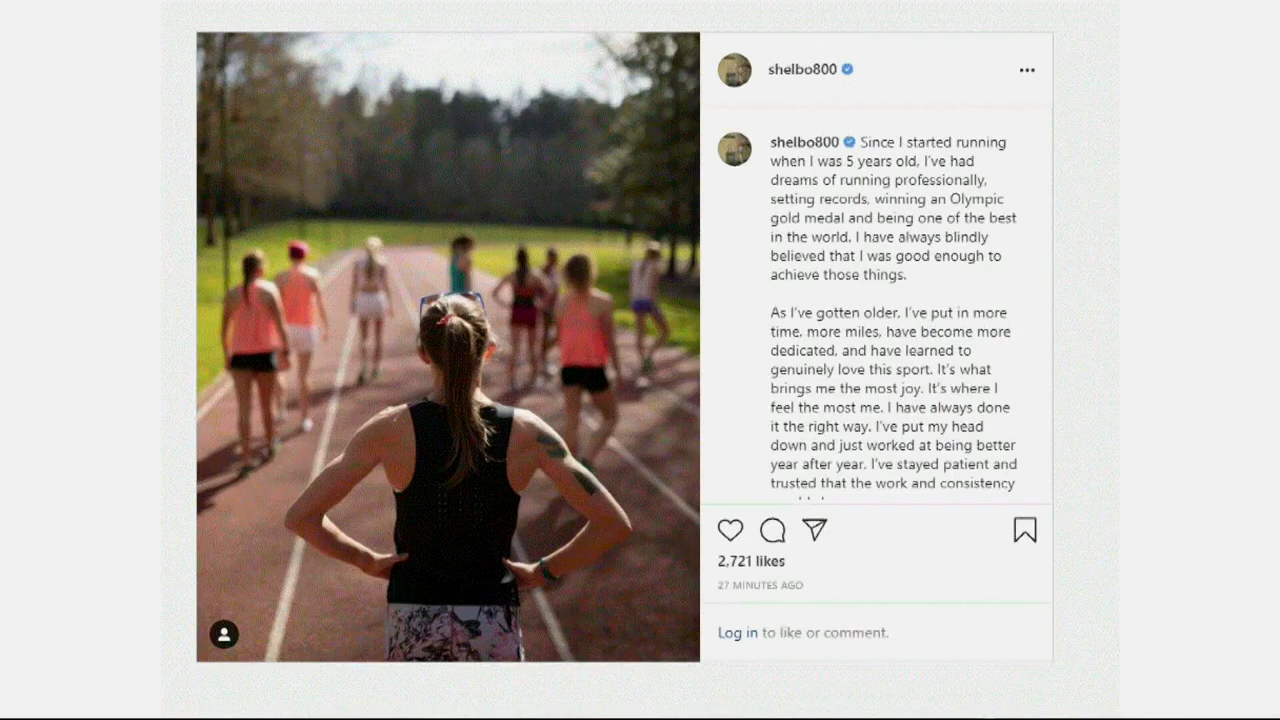 shelbo800
shelbo800 Since I started running
when I was 5 years old, I've had
dreams of running professionally,
setting records, winning an Olympic
gold medal and being one of the best
in the world. I have always blindly
believed that I was good enough to
achieve those things.
As I've gotten older, I've put in more
time, more miles, have become more
dedicated, and have learned to
genuinely love this sport. It's what
brings me the most joy. It's where I
feel the most me. I have always done
it the right way. I've put my head
down and just worked at being better
year after year. I've stayed patient and
trusted that the work and consistency
2,721 likes
27 MINUTES AGO
Log in to like or comment.